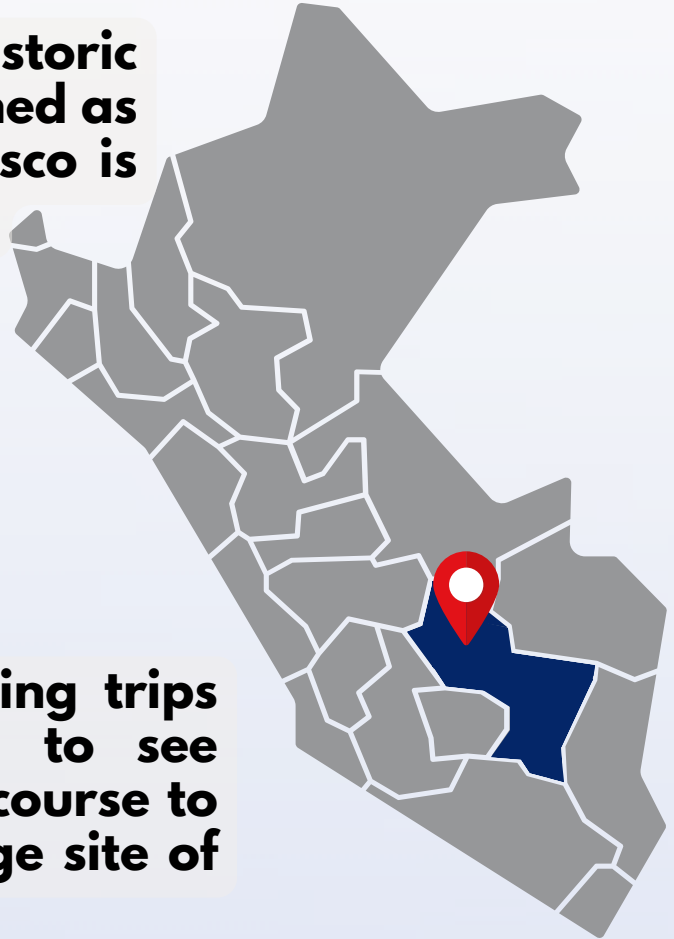 storic
ned as
sco is
ing trips
to see
course to
ge site of